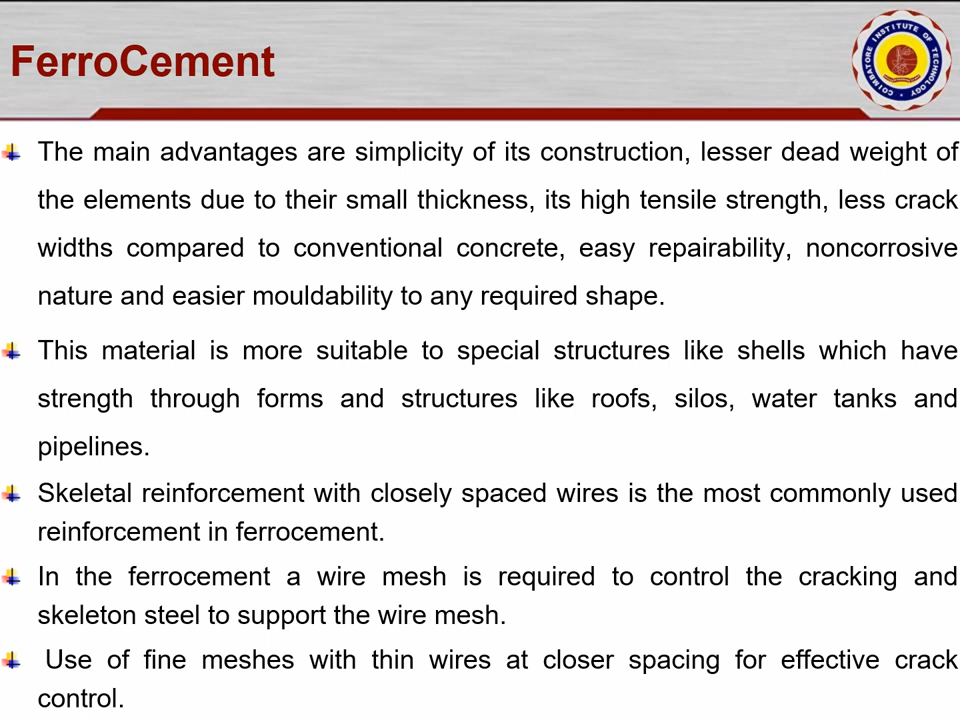 FerroCement
COIMBATORE INSTITUTE OF TECHNOLOGY
The main advantages are simplicity of its construction, lesser dead weight of
the elements due to their small thickness, its high tensile strength, less crack
widths compared to conventional concrete, easy repairability, noncorrosive
nature and easier mouldability to any required shape.
This material is more suitable to special structures like shells which have
strength through forms and structures like roofs, silos, water tanks and
pipelines.
Skeletal reinforcement with closely spaced wires is the most commonly used
reinforcement in ferrocement.
In the ferrocement a wire mesh is required to control the cracking and
skeleton steel to support the wire mesh.
Use of fine meshes with thin wires at closer spacing for effective crack
control.